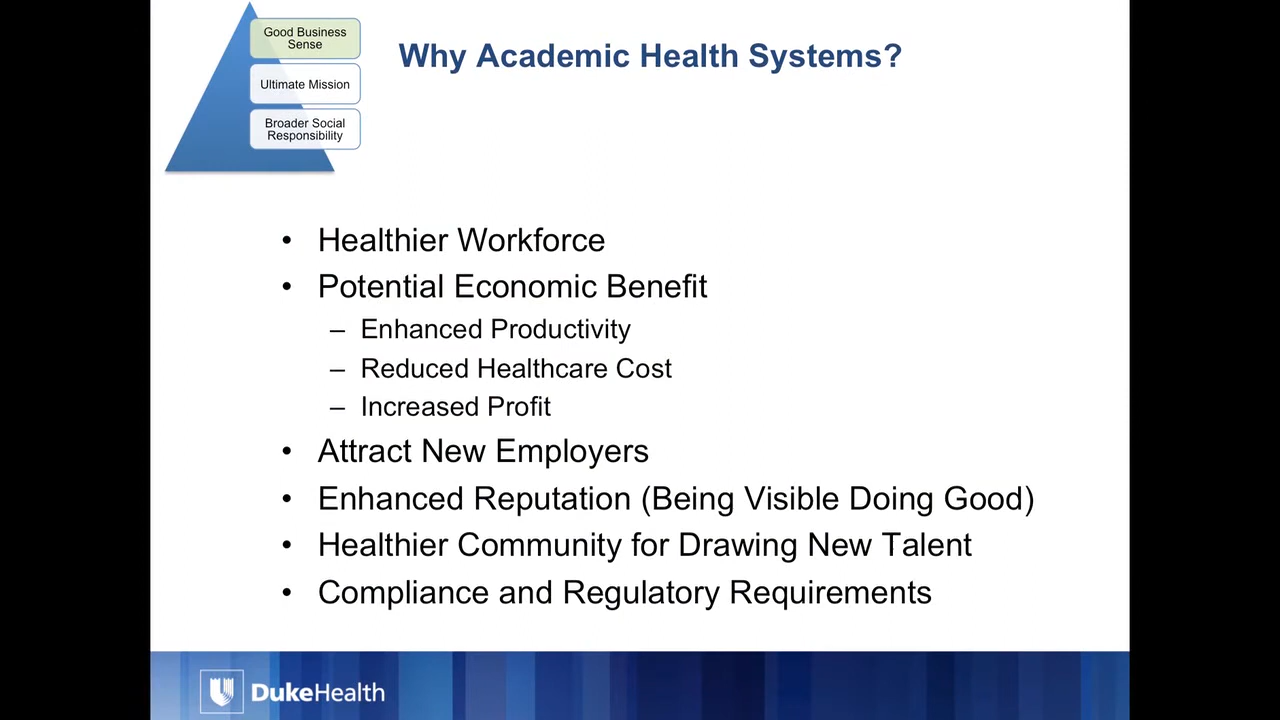 Good Business
Sense
Ultimate Mission
Broader Social
Responsibility
Why Academic Health Systems?
• Healthier Workforce
• Potential Economic Benefit
– Enhanced Productivity
– Reduced Healthcare Cost
– Increased Profit
• Attract New Employers
• Enhanced Reputation (Being Visible Doing Good)
• Healthier Community for Drawing New Talent
• Compliance and Regulatory Requirements
DukeHealth